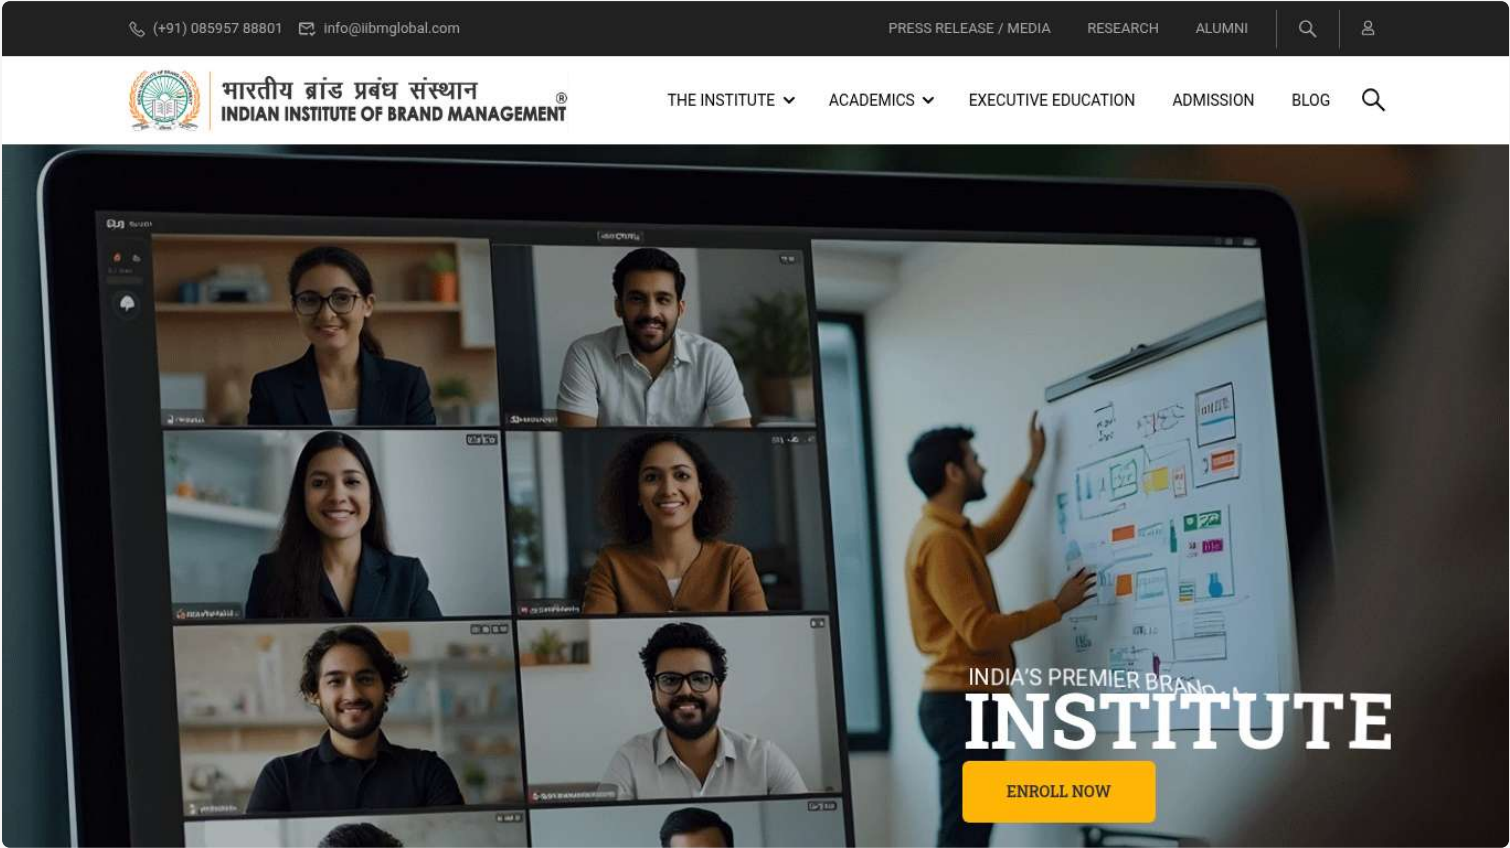 (+91) 085957 88801 info@iibmglobal.com PRESS RELEASE / MEDIA RESEARCH ALUMNI
भारतीय ब्रांड प्रबंध संस्थान
INDIAN INSTITUTE OF BRAND MANAGEMENT®
THE INSTITUTE ACADEMICS EXECUTIVE EDUCATION ADMISSION BLOG
INDIA'S PREMIER BRAND
INSTITUTE
ENROLL NOW